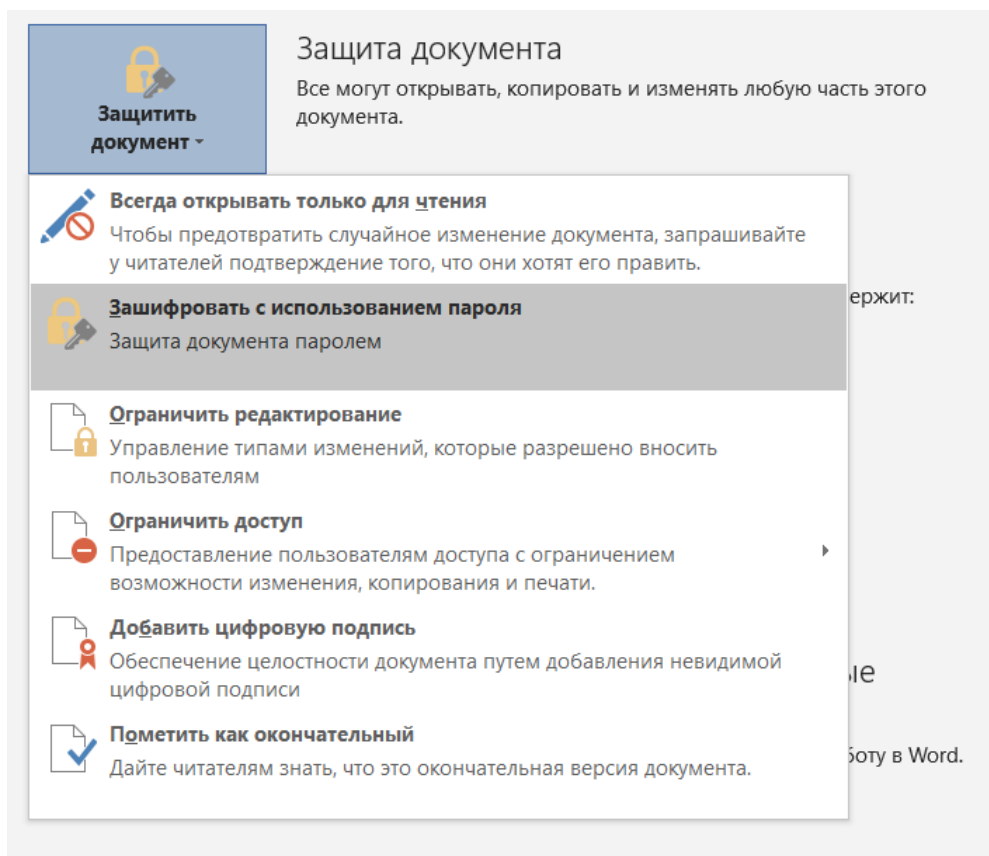 Защита документа
Все могут открывать, копировать и изменять любую часть этого
документа.
Защитить
документ
Всегда открывать только для чтения
Чтобы предотвратить случайное изменение документа, запрашивайте
у читателей подтверждение того, что они хотят его править.
ержит:
Зашифровать с использованием пароля
Защита документа паролем
Ограничить редактирование
Управление типами изменений, которые разрешено вносить
пользователям
Ограничить доступ
Предоставление пользователям доступа с ограничением
возможности изменения, копирования и печати.
Добавить цифровую подпись
Обеспечение целостности документа путем добавления невидимой
цифровой подписи
ые
Пометить как окончательный
Дайте читателям знать, что это окончательная версия документа.
боту в Word.